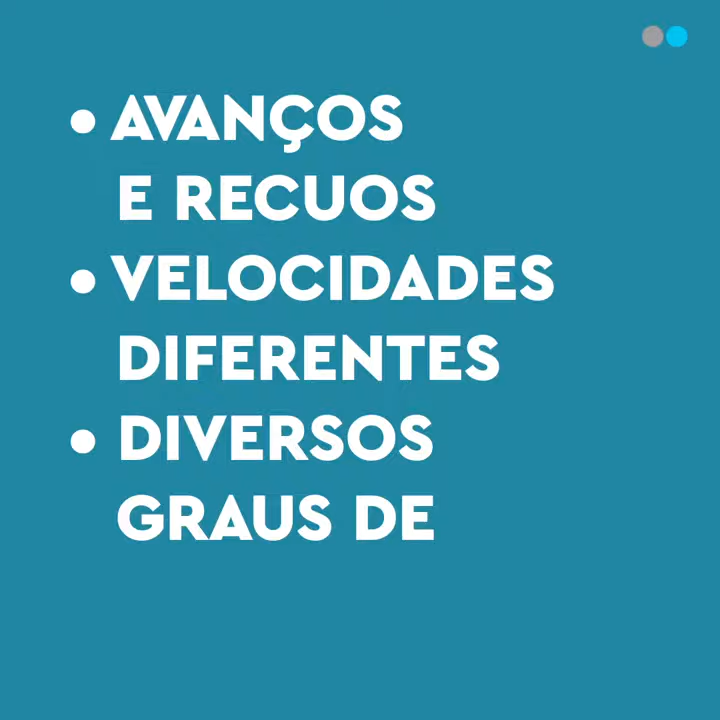 • AVANÇOS
E RECUOS
• VELOCIDADES
DIFERENTES
• DIVERSOS
GRAUS DE